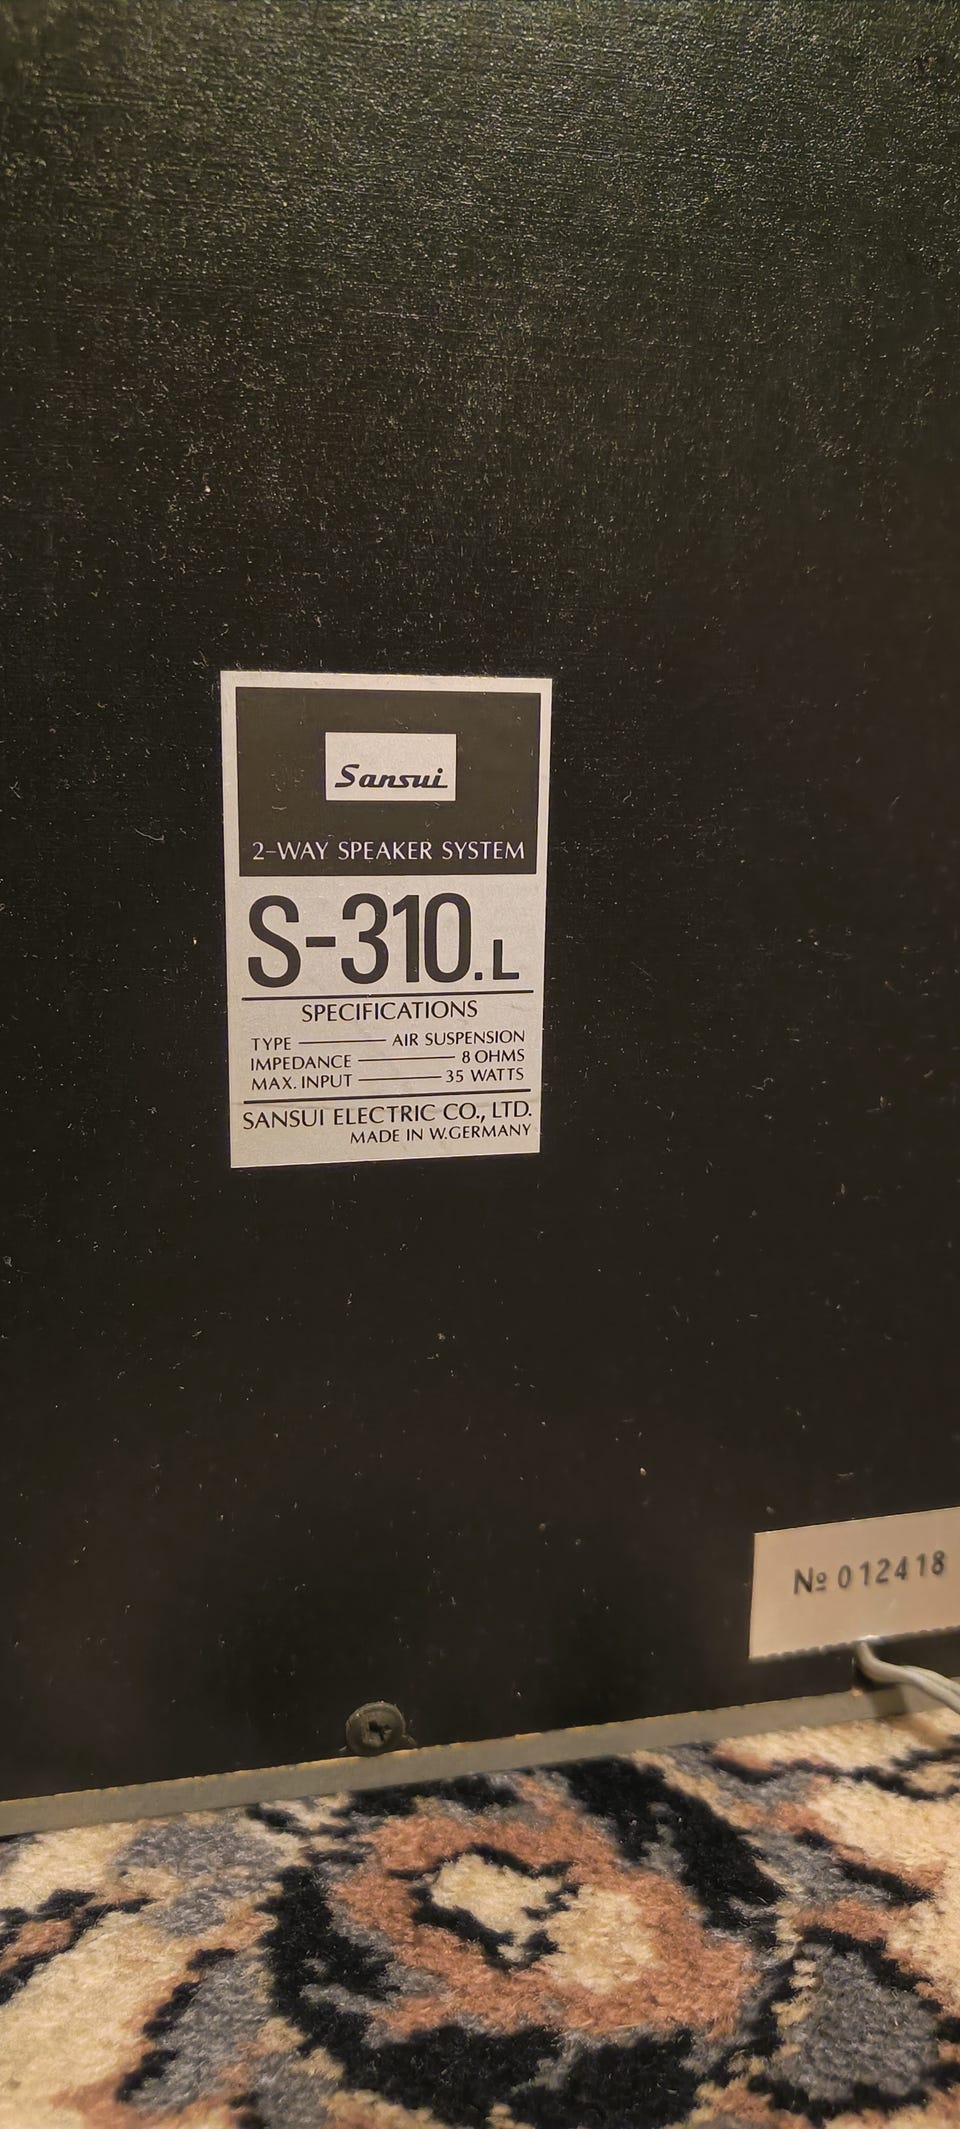 Sansui
2-WAY SPEAKER SYSTEM
S-310.L
SPECIFICATIONS
TYPE AIR SUSPENSION
IMPEDANCE 8 OHMS
MAX. INPUT 35 WATTS
SANSUI ELECTRIC CO., LTD.
MADE IN W.GERMANY
№ 012418